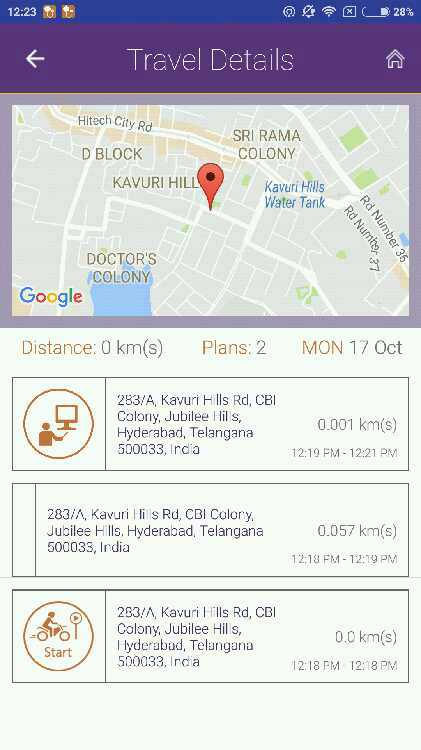 12:23
28%
Travel Details
Hitech City Rd
SRI RAMA
COLONY
D BLOCK
KAVURI HILL
Kavuri Hills
Water Tank
Rd Number 36
Rd Number 37
DOCTOR'S
COLONY
Google
Distance: 0 km(s) Plans: 2 MON 17 Oct
283/A, Kavuri Hills Rd, CBI
Colony, Jubilee Hills,
Hyderabad, Telangana
500033, India
0.001 km(s)
12:19 PM - 12:21 PM
283/A, Kavuri Hills Rd, CBI Colony,
Jubilee Hills, Hyderabad, Telangana
500033, India
0.057 km(s)
12:18 PM - 12:19 PM
Start
283/A, Kavuri Hills Rd, CBI
Colony, Jubilee Hills,
Hyderabad, Telangana
500033, India
0.0 km(s)
12:18 PM - 12:18 PM